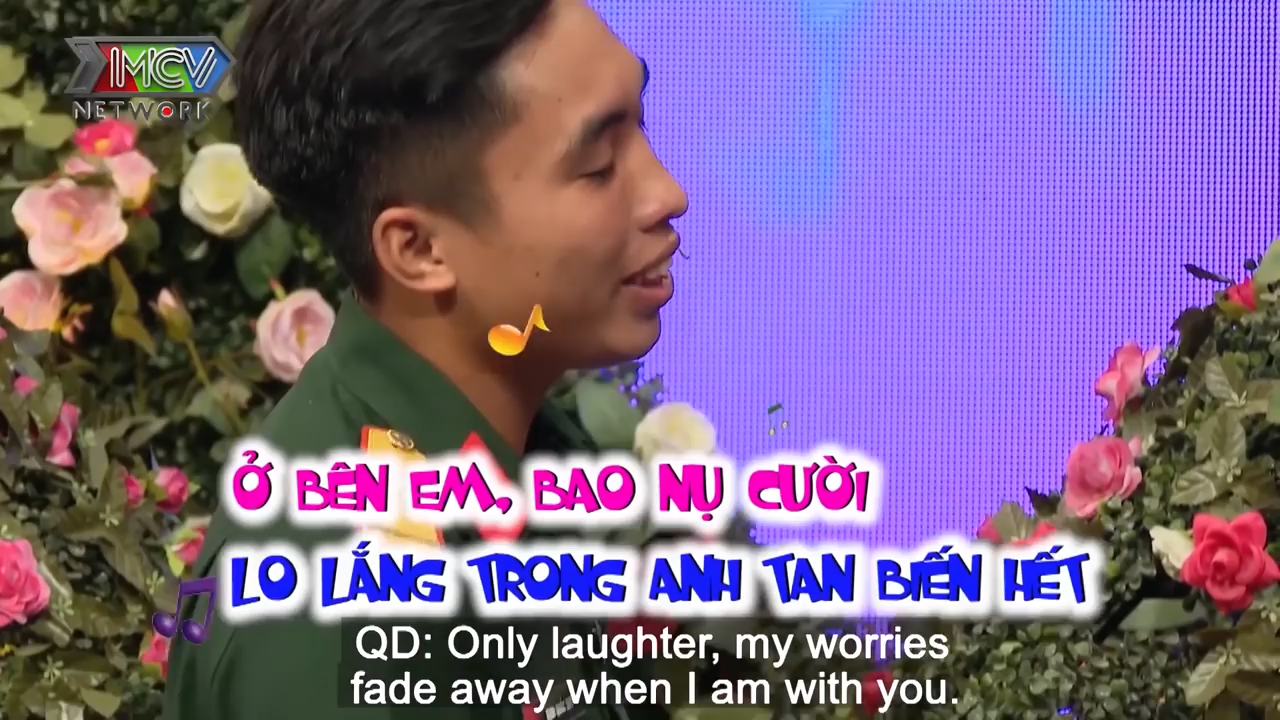 MCV
NETWORK
Ở BÊN EM, BAO NỤ CƯỜI
LO LẮNG TRONG ANH TAN BIẾN HẾT
QD: Only laughter, my worries
fade away when I am with you.